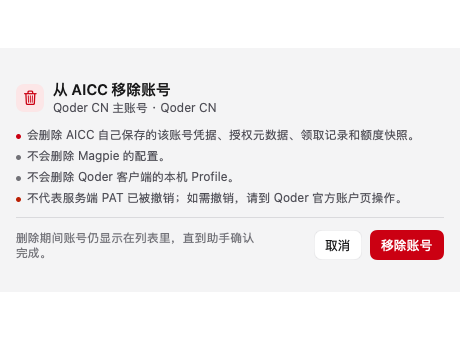 从 AICC 移除账号
Qoder CN 主账号 · Qoder CN
会删除 AICC 自己保存的该账号凭据、授权元数据、领取记录和额度快照。
不会删除 Magpie 的配置。
不会删除 Qoder 客户端的本机 Profile。
不代表服务端 PAT 已被撤销；如需撤销，请到 Qoder 官方账户页操作。
删除期间账号仍显示在列表里，直到助手确认
完成。
取消
移除账号